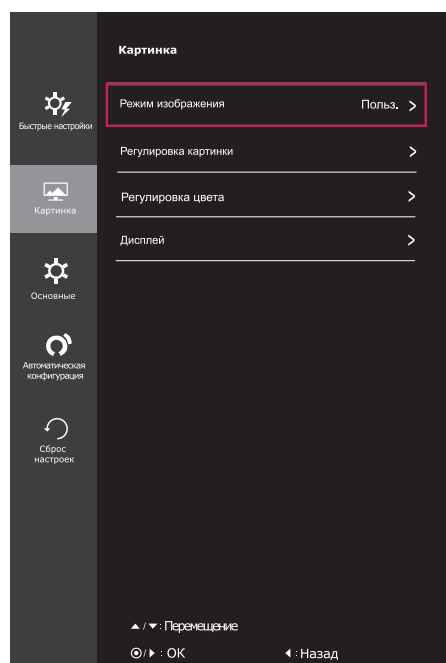 Картинка
Режим изображения Польз. >
Регулировка картинки >
Регулировка цвета >
Дисплей >
Быстрые настройки
Картинка
Основные
Автоматическая
конфигурация
Сброс
настроек
▲ / ▼ : Перемещение
◉/► : OK
◄ : Назад